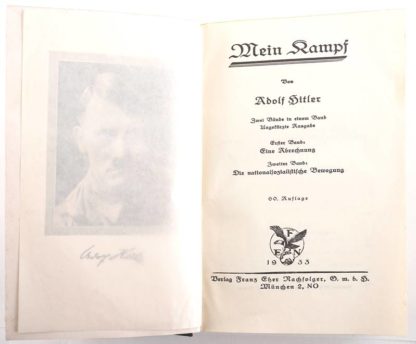 Mein Kampf
Von
Adolf Hitler
Zwei Bände in einem Band
Ungekürzte Ausgabe
Erster Band:
Eine Abrechnung
Zweiter Band:
Die nationalsozialistische Bewegung
60. Auflage
F
E N
1933
Verlag Franz Eher Nachfolger, G. m. b. H.
München 2, NO